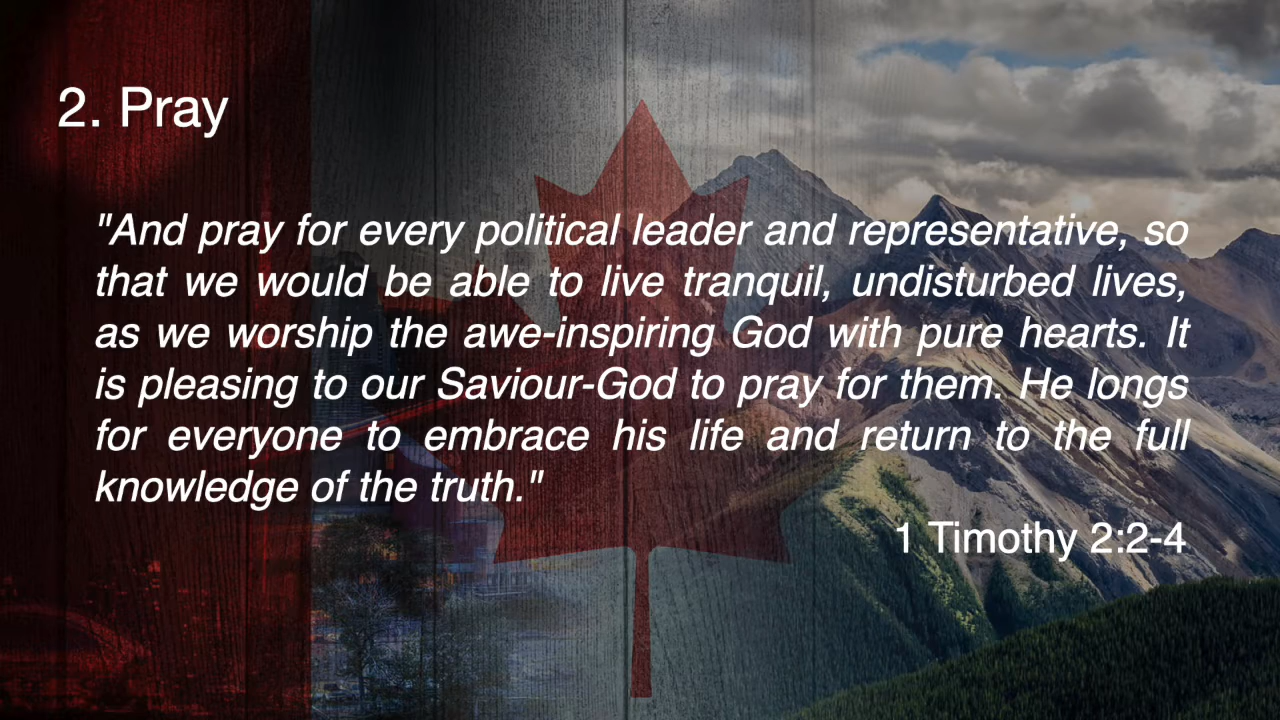 2. Pray
"And pray for every political leader and representative, so
that we would be able to live tranquil, undisturbed lives,
as we worship the awe-inspiring God with pure hearts. It
is pleasing to our Saviour-God to pray for them. He longs
for everyone to embrace his life and return to the full
knowledge of the truth."
1 Timothy 2:2-4